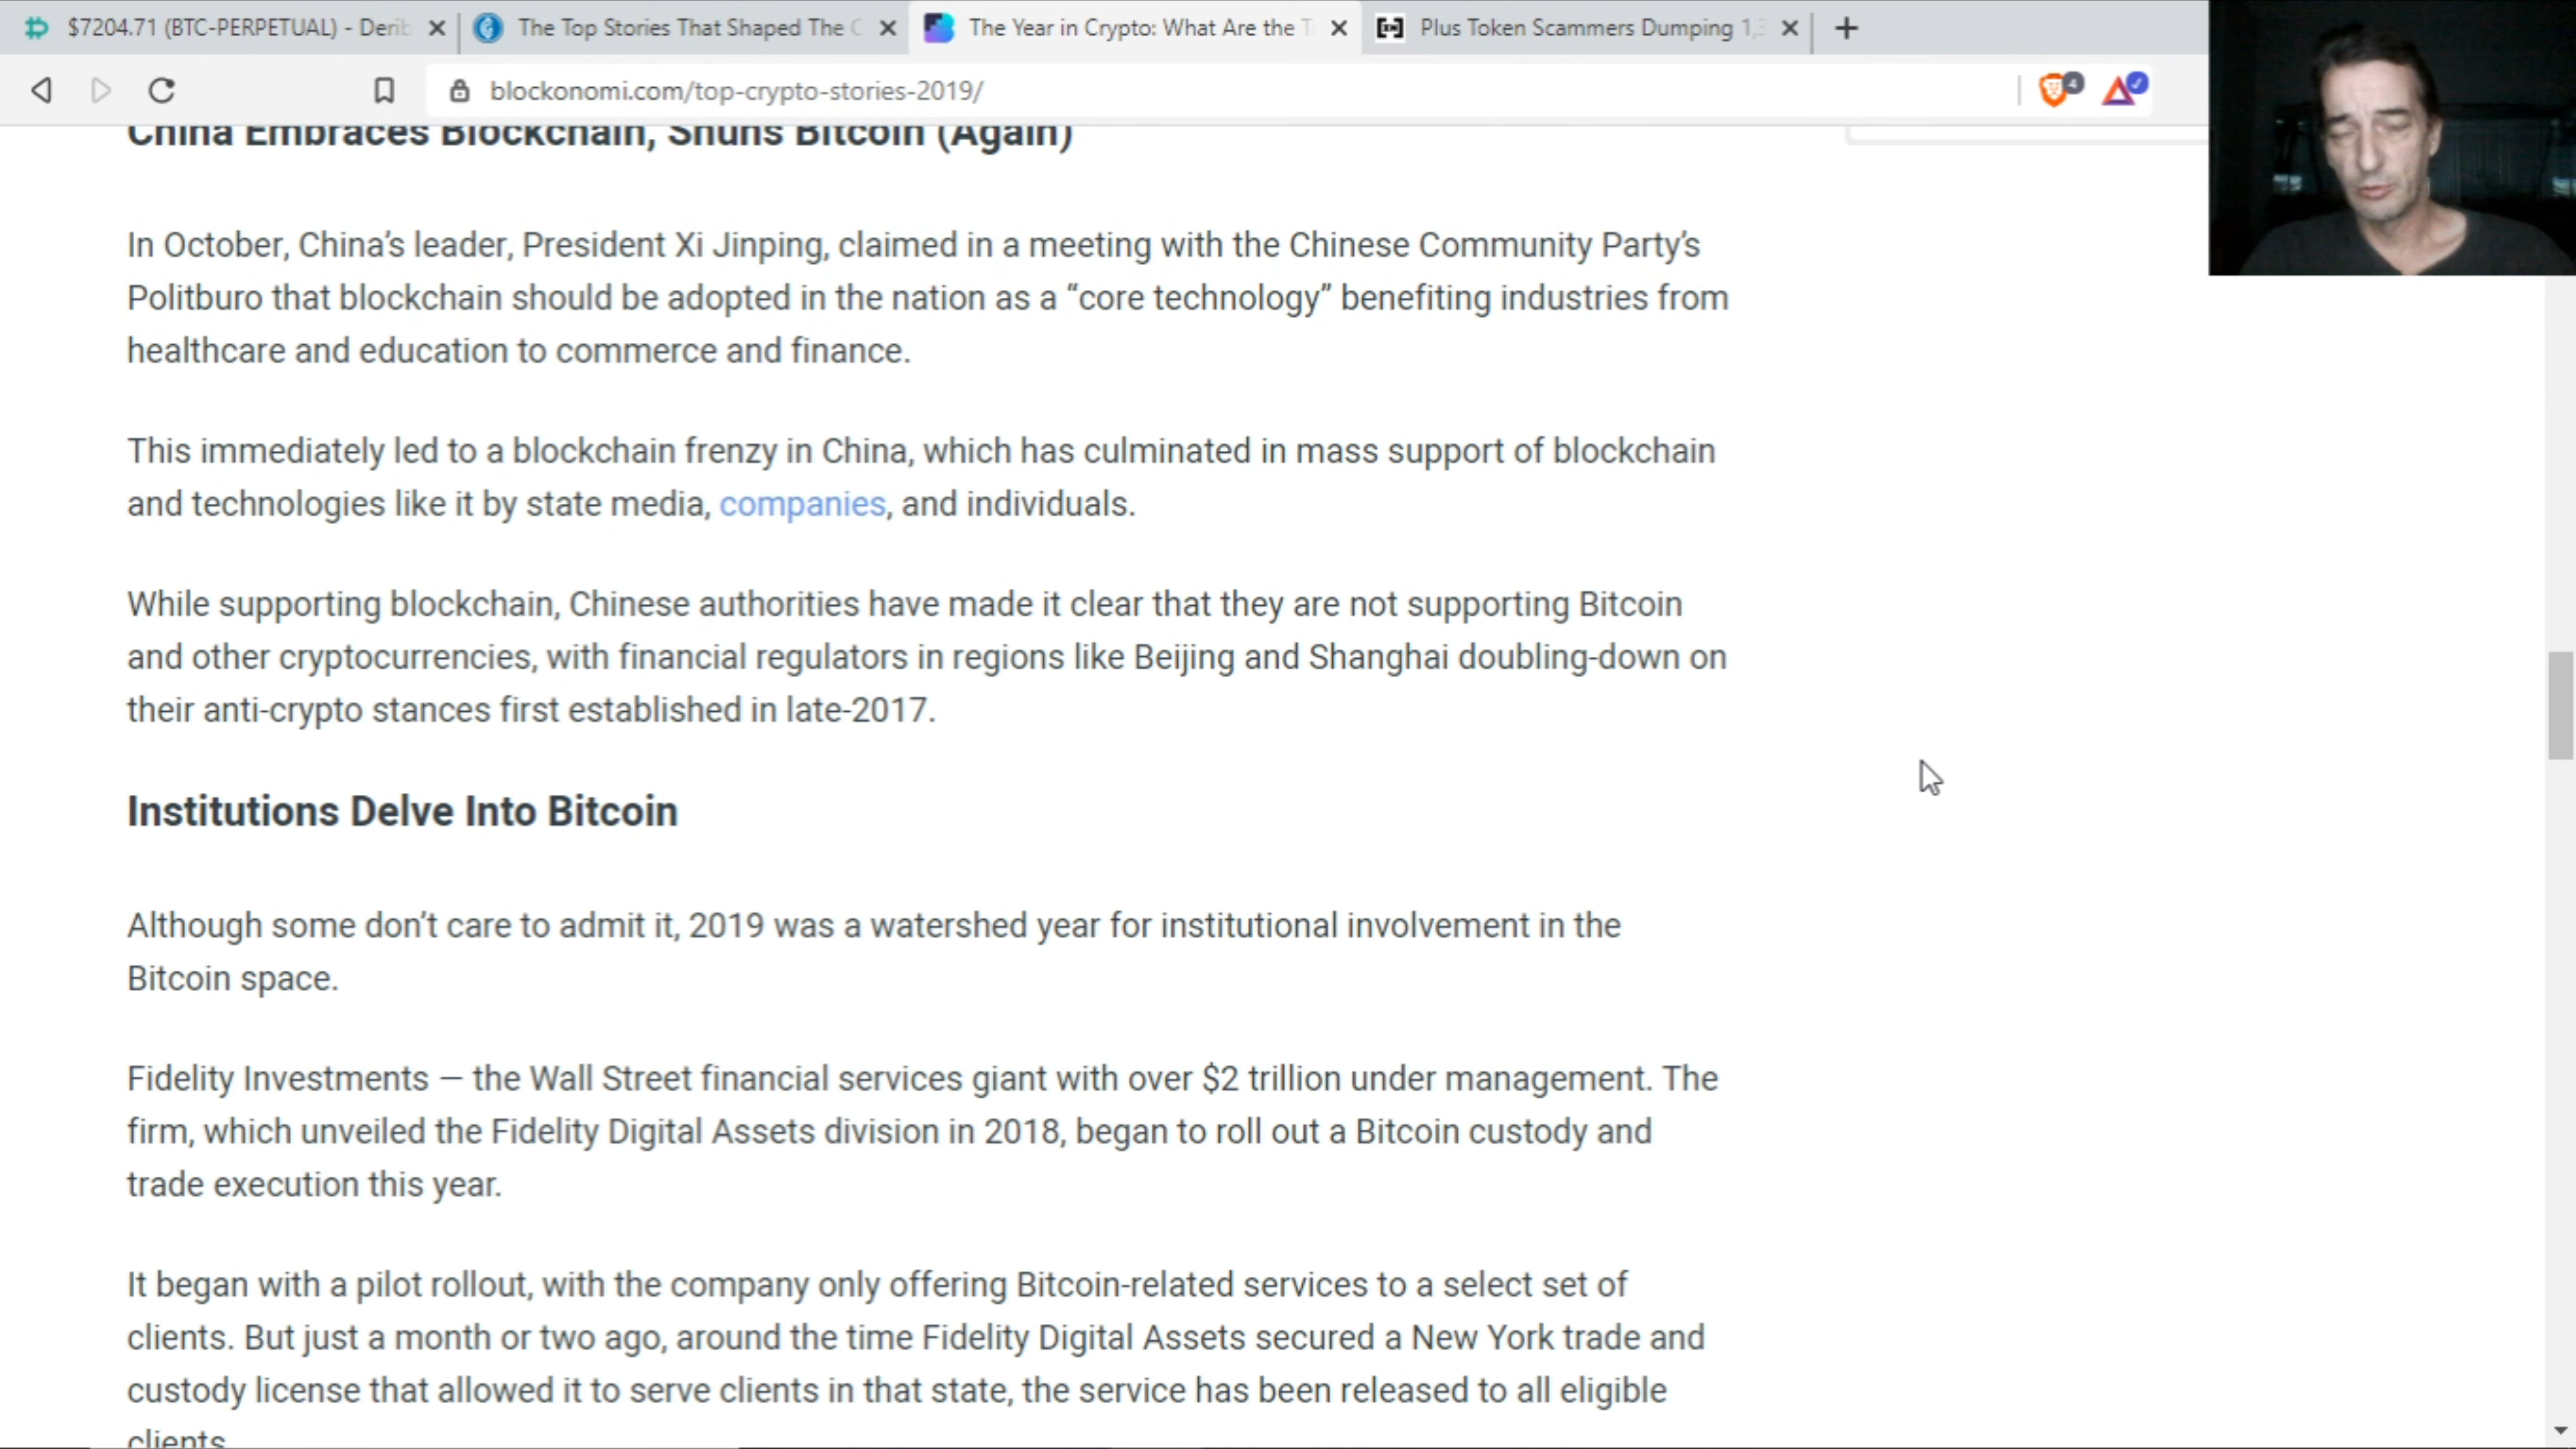 $7204.71 (BTC-PERPETUAL) - Derib
The Top Stories That Shaped The C
The Year in Crypto: What Are the T
Plus Token Scammers Dumping 1,3
blockonomi.com/top-crypto-stories-2019/
4
China Embraces Blockchain, Shuns Bitcoin (Again)
In October, China’s leader, President Xi Jinping, claimed in a meeting with the Chinese Community Party’s
Politburo that blockchain should be adopted in the nation as a “core technology” benefiting industries from
healthcare and education to commerce and finance.
This immediately led to a blockchain frenzy in China, which has culminated in mass support of blockchain
and technologies like it by state media, companies, and individuals.
While supporting blockchain, Chinese authorities have made it clear that they are not supporting Bitcoin
and other cryptocurrencies, with financial regulators in regions like Beijing and Shanghai doubling-down on
their anti-crypto stances first established in late-2017.
Institutions Delve Into Bitcoin
Although some don’t care to admit it, 2019 was a watershed year for institutional involvement in the
Bitcoin space.
Fidelity Investments — the Wall Street financial services giant with over $2 trillion under management. The
firm, which unveiled the Fidelity Digital Assets division in 2018, began to roll out a Bitcoin custody and
trade execution this year.
It began with a pilot rollout, with the company only offering Bitcoin-related services to a select set of
clients. But just a month or two ago, around the time Fidelity Digital Assets secured a New York trade and
custody license that allowed it to serve clients in that state, the service has been released to all eligible
clients.